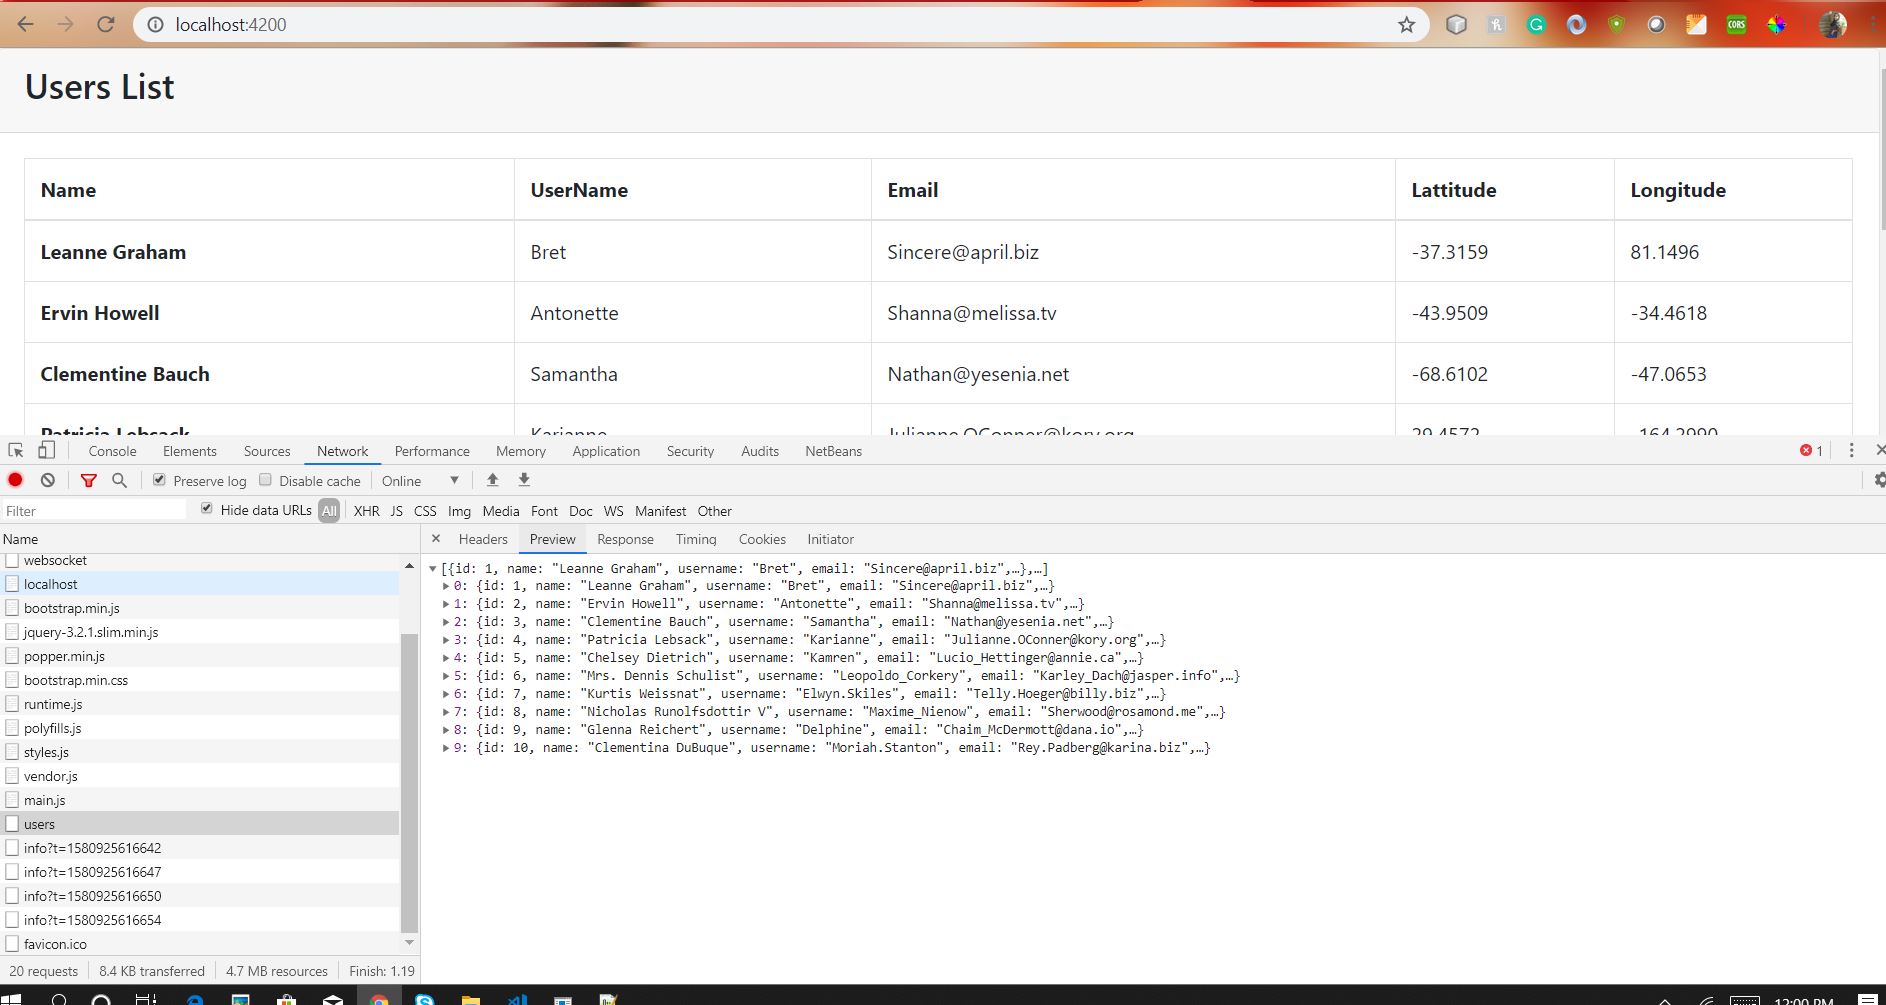 localhost:4200
CORS
Users List
Name UserName Email Lattitude Longitude
Leanne Graham Bret Sincere@april.biz -37.3159 81.1496
Ervin Howell Antonette Shanna@melissa.tv -43.9509 -34.4618
Clementine Bauch Samantha Nathan@yesenia.net -68.6102 -47.0653
Patricia Lebsack Karianne Julianne.OConner@kory.org 29.4572 -164.2990
Console Elements Sources Network Performance Memory Application Security Audits NetBeans 1
Preserve log Disable cache Online
Filter Hide data URLs All XHR JS CSS Img Media Font Doc WS Manifest Other
Name
websocket
localhost
bootstrap.min.js
jquery-3.2.1.slim.min.js
popper.min.js
bootstrap.min.css
runtime.js
polyfills.js
styles.js
vendor.js
main.js
users
info?t=1580925616642
info?t=1580925616647
info?t=1580925616650
info?t=1580925616654
favicon.ico
20 requests 8.4 KB transferred 4.7 MB resources Finish: 1.19
Headers Preview Response Timing Cookies Initiator
[{id: 1, name: "Leanne Graham", username: "Bret", email: "Sincere@april.biz",…},…]
0: {id: 1, name: "Leanne Graham", username: "Bret", email: "Sincere@april.biz",…}
1: {id: 2, name: "Ervin Howell", username: "Antonette", email: "Shanna@melissa.tv",…}
2: {id: 3, name: "Clementine Bauch", username: "Samantha", email: "Nathan@yesenia.net",…}
3: {id: 4, name: "Patricia Lebsack", username: "Karianne", email: "Julianne.OConner@kory.org",…}
4: {id: 5, name: "Chelsey Dietrich", username: "Kamren", email: "Lucio_Hettinger@annie.ca",…}
5: {id: 6, name: "Mrs. Dennis Schulist", username: "Leopoldo_Corkery", email: "Karley_Dach@jasper.info",…}
6: {id: 7, name: "Kurtis Weissnat", username: "Elwyn.Skiles", email: "Telly.Hoeger@billy.biz",…}
7: {id: 8, name: "Nicholas Runolfsdottir V", username: "Maxime_Nienow", email: "Sherwood@rosamond.me",…}
8: {id: 9, name: "Glenna Reichert", username: "Delphine", email: "Chaim_McDermott@dana.io",…}
9: {id: 10, name: "Clementina DuBuque", username: "Moriah.Stanton", email: "Rey.Padberg@karina.biz",…}
12:00 PM